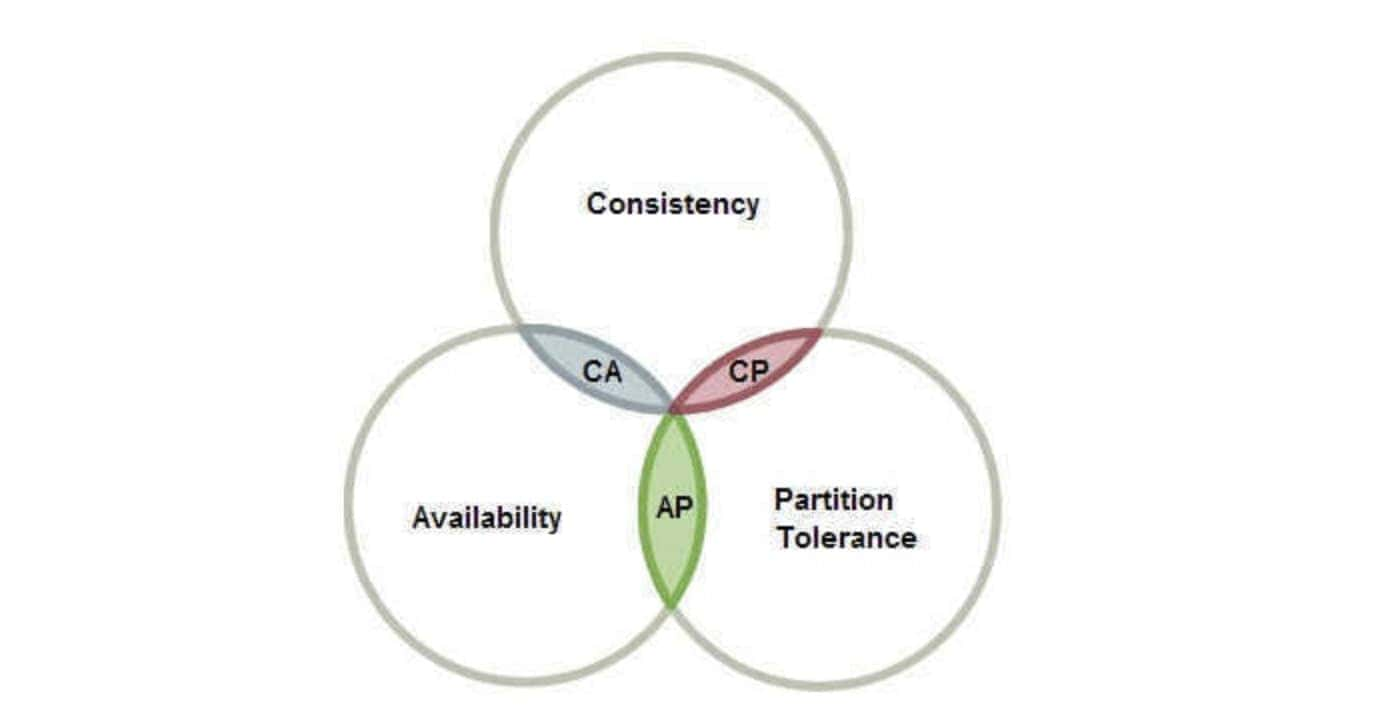 Consistency
CA
CP
Availability
AP
Partition
Tolerance